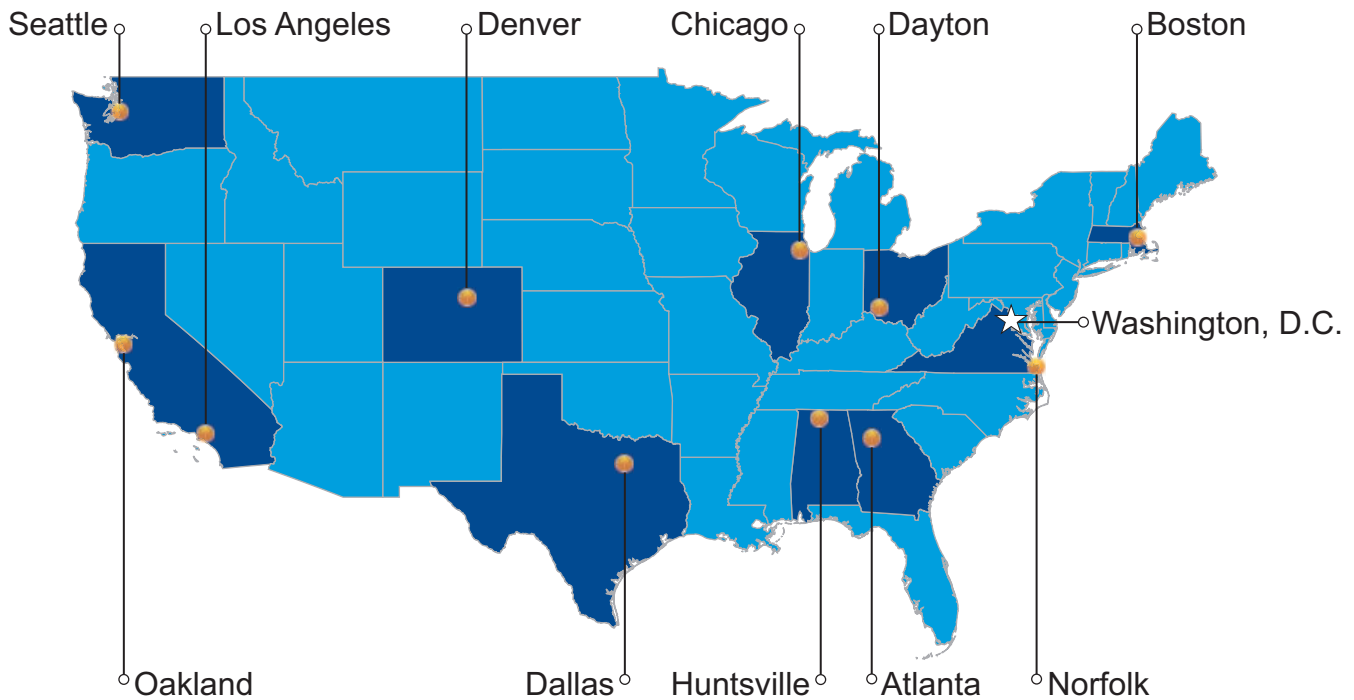 Seattle
Los Angeles
Denver
Chicago
Dayton
Boston
Washington, D.C.
Oakland
Dallas
Huntsville
Atlanta
Norfolk